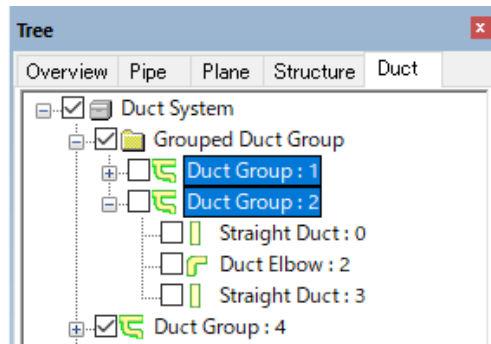 Tree
Overview Pipe Plane Structure Duct
Duct System
Grouped Duct Group
Duct Group : 1
Duct Group : 2
Straight Duct : 0
Duct Elbow : 2
Straight Duct : 3
Duct Group : 4